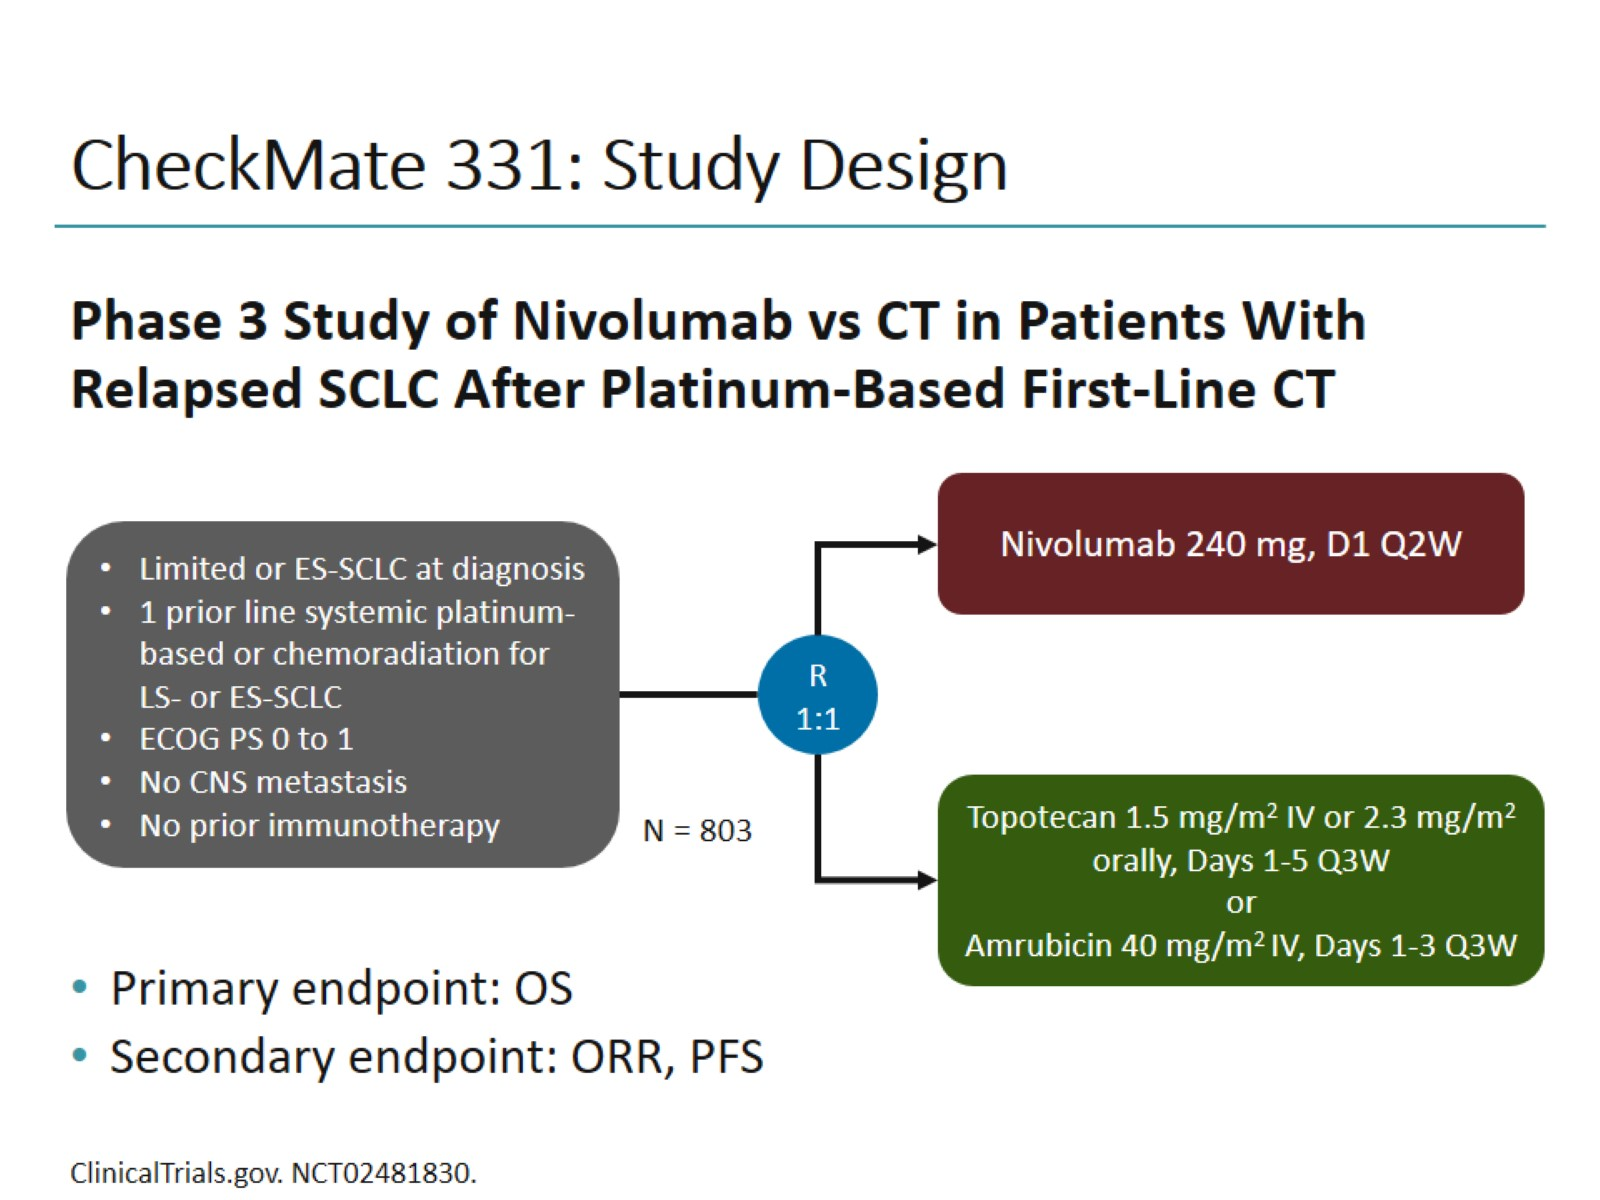 CheckMate 331: Study Design
Phase 3 Study of Nivolumab vs CT in Patients With
Relapsed SCLC After Platinum-Based First-Line CT
• Limited or ES-SCLC at diagnosis
• 1 prior line systemic platinum-
based or chemoradiation for
LS- or ES-SCLC
• ECOG PS 0 to 1
• No CNS metastasis
• No prior immunotherapy
N = 803
R
1:1
Nivolumab 240 mg, D1 Q2W
Topotecan 1.5 mg/m² IV or 2.3 mg/m²
orally, Days 1-5 Q3W
or
Amrubicin 40 mg/m² IV, Days 1-3 Q3W
• Primary endpoint: OS
• Secondary endpoint: ORR, PFS
ClinicalTrials.gov. NCT02481830.